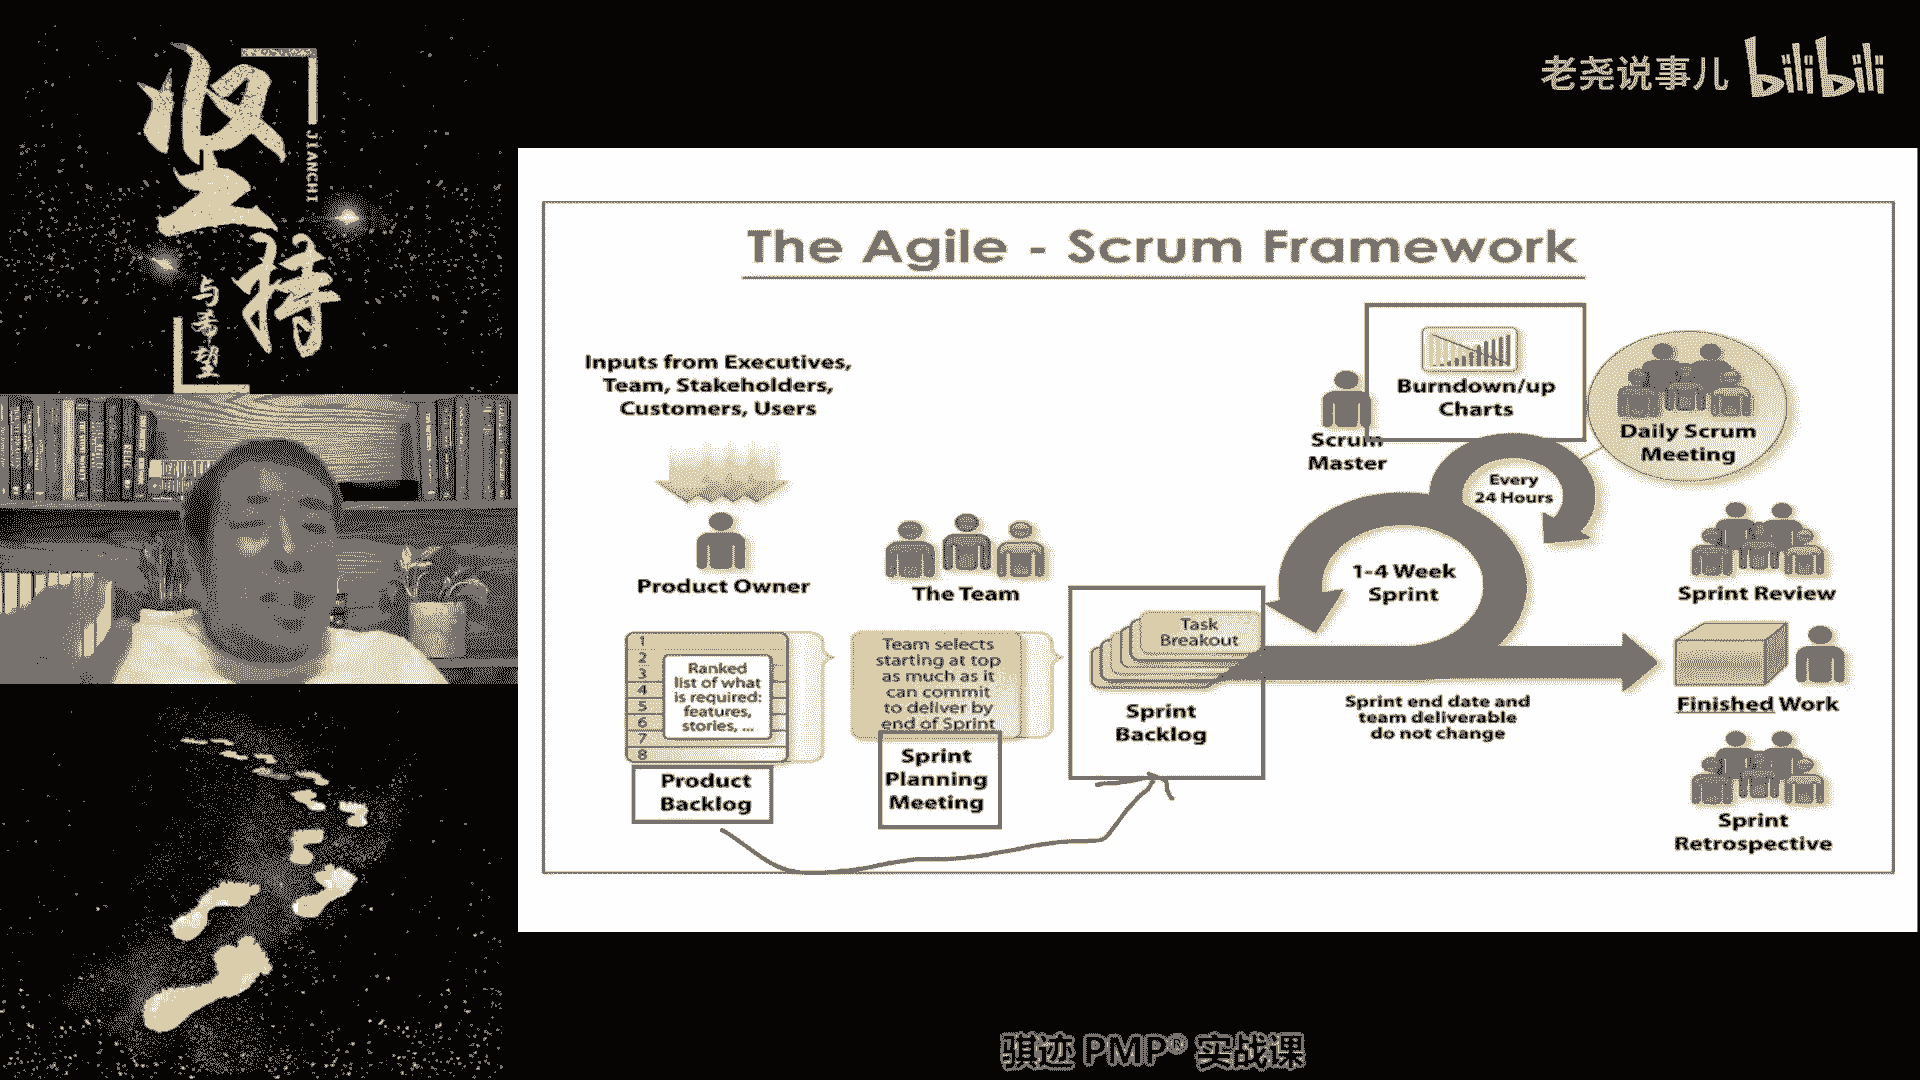 坚持
JIANCHI
与希望
老尧说事儿 bilibili
The Agile - Scrum Framework
Inputs from Executives,
Team, Stakeholders,
Customers, Users
Product Owner
The Team
1
2
3
4
5
6
7
8
Ranked
list of what
is required:
features,
stories, ...
Product
Backlog
Team selects
starting at top
as much as it
can commit
to deliver by
end of Sprint
Sprint
Planning
Meeting
Task
Breakout
Sprint
Backlog
Scrum
Master
Burndown/up
Charts
Daily Scrum
Meeting
Every
24 Hours
1-4 Week
Sprint
Sprint end date and
team deliverable
do not change
Sprint Review
Finished Work
Sprint
Retrospective
骐迹 PMP® 实战课